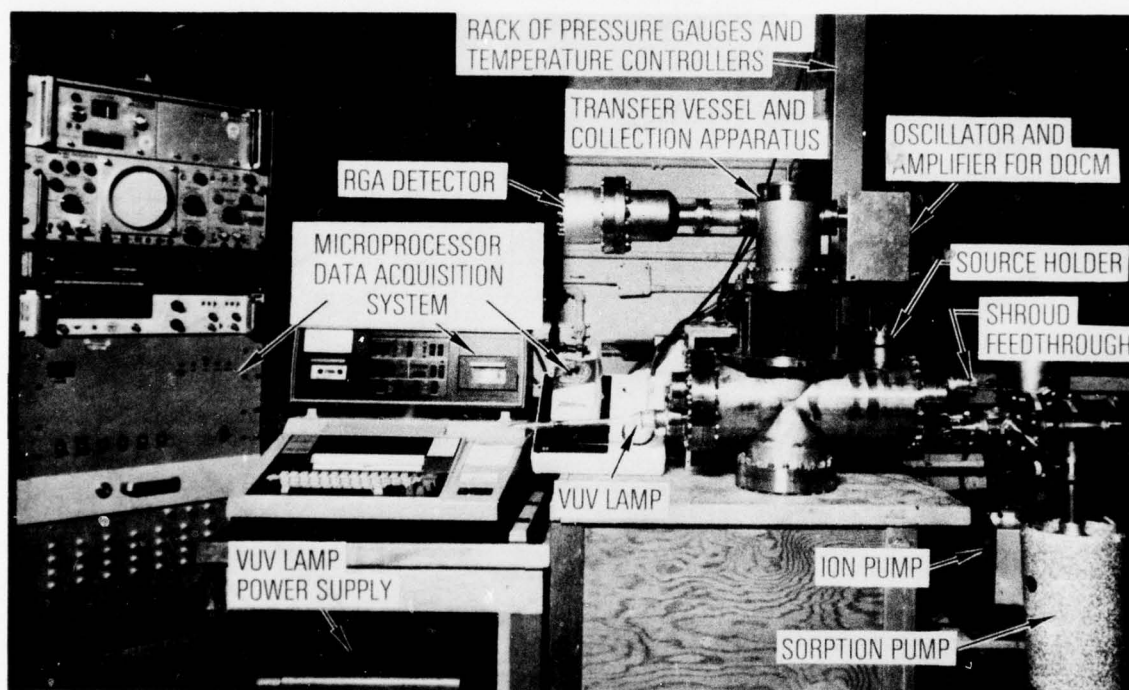 RACK OF PRESSURE GAUGES AND
TEMPERATURE CONTROLLERS
TRANSFER VESSEL AND
COLLECTION APPARATUS
OSCILLATOR AND
AMPLIFIER FOR DQCM
RGA DETECTOR
MICROPROCESSOR
DATA ACQUISITION
SYSTEM
SOURCE HOLDER
SHROUD
FEEDTHROUGH
VUV LAMP
VUV LAMP
POWER SUPPLY
ION PUMP
SORPTION PUMP